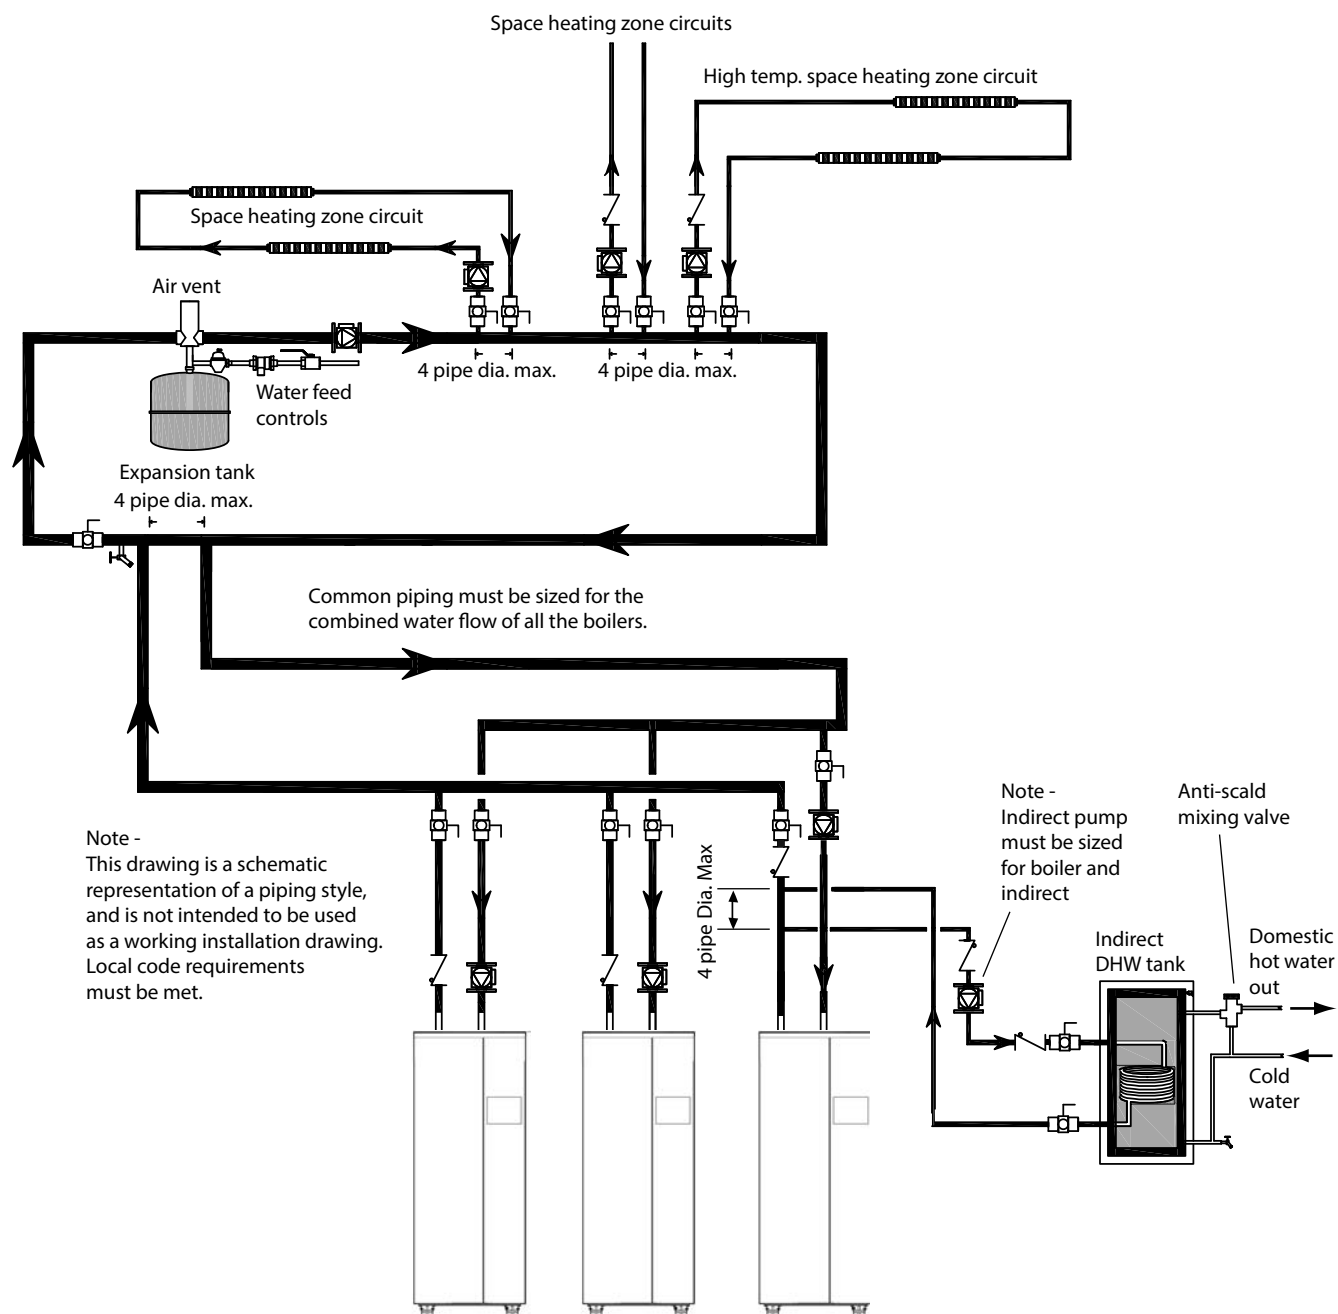 Space heating zone circuits
High temp. space heating zone circuit
Space heating zone circuit
Air vent
4 pipe dia. max.
4 pipe dia. max.
Water feed
controls
Expansion tank
4 pipe dia. max.
Common piping must be sized for the
combined water flow of all the boilers.
Note -
This drawing is a schematic
representation of a piping style,
and is not intended to be used
as a working installation drawing.
Local code requirements
must be met.
4 pipe Dia. Max
Note -
Indirect pump
must be sized
for boiler and
indirect
Anti-scald
mixing valve
Indirect
DHW tank
Domestic
hot water
out
Cold
water